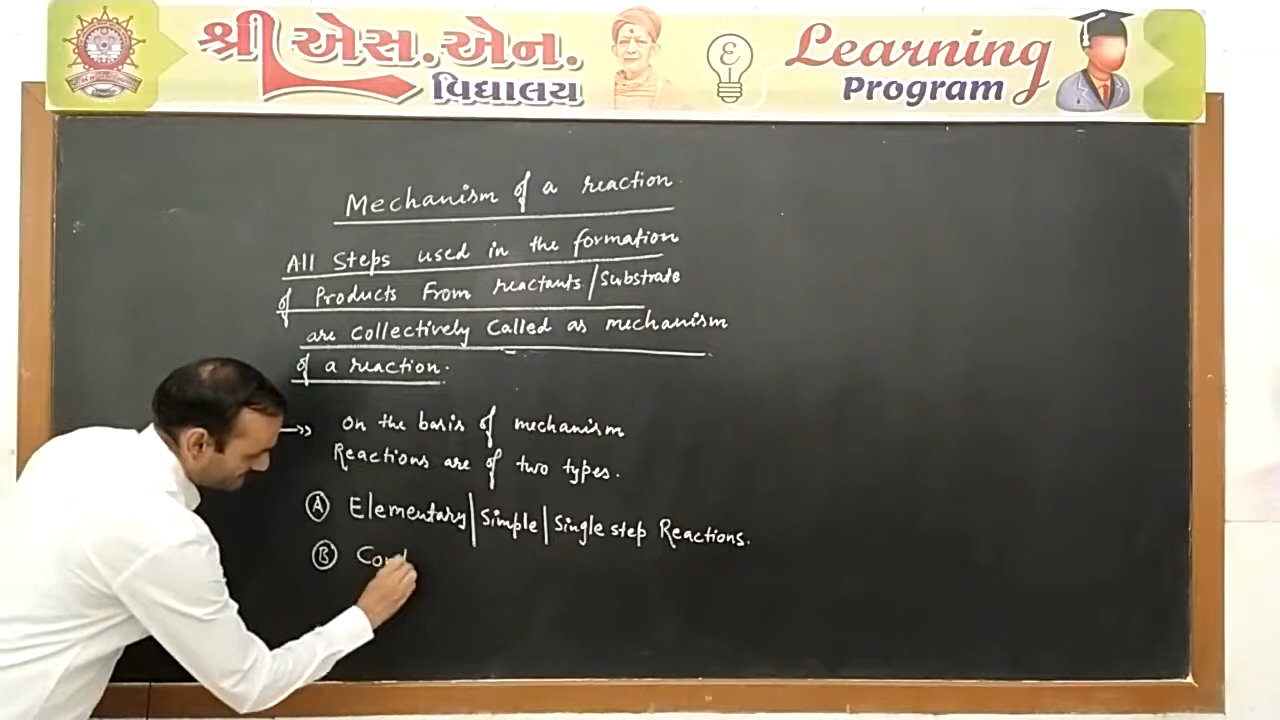 શ્રી એસ.એન.
વિદ્યાલય
Learning
Program
Mechanism of a reaction.
All Steps used in the formation
of Products From reactants/Substrate
are collectively called as mechanism
of a reaction.
→ On the basis of mechanism
Reactions are of two types.
Ⓐ Elementary|Simple|Single step Reactions.
Ⓑ